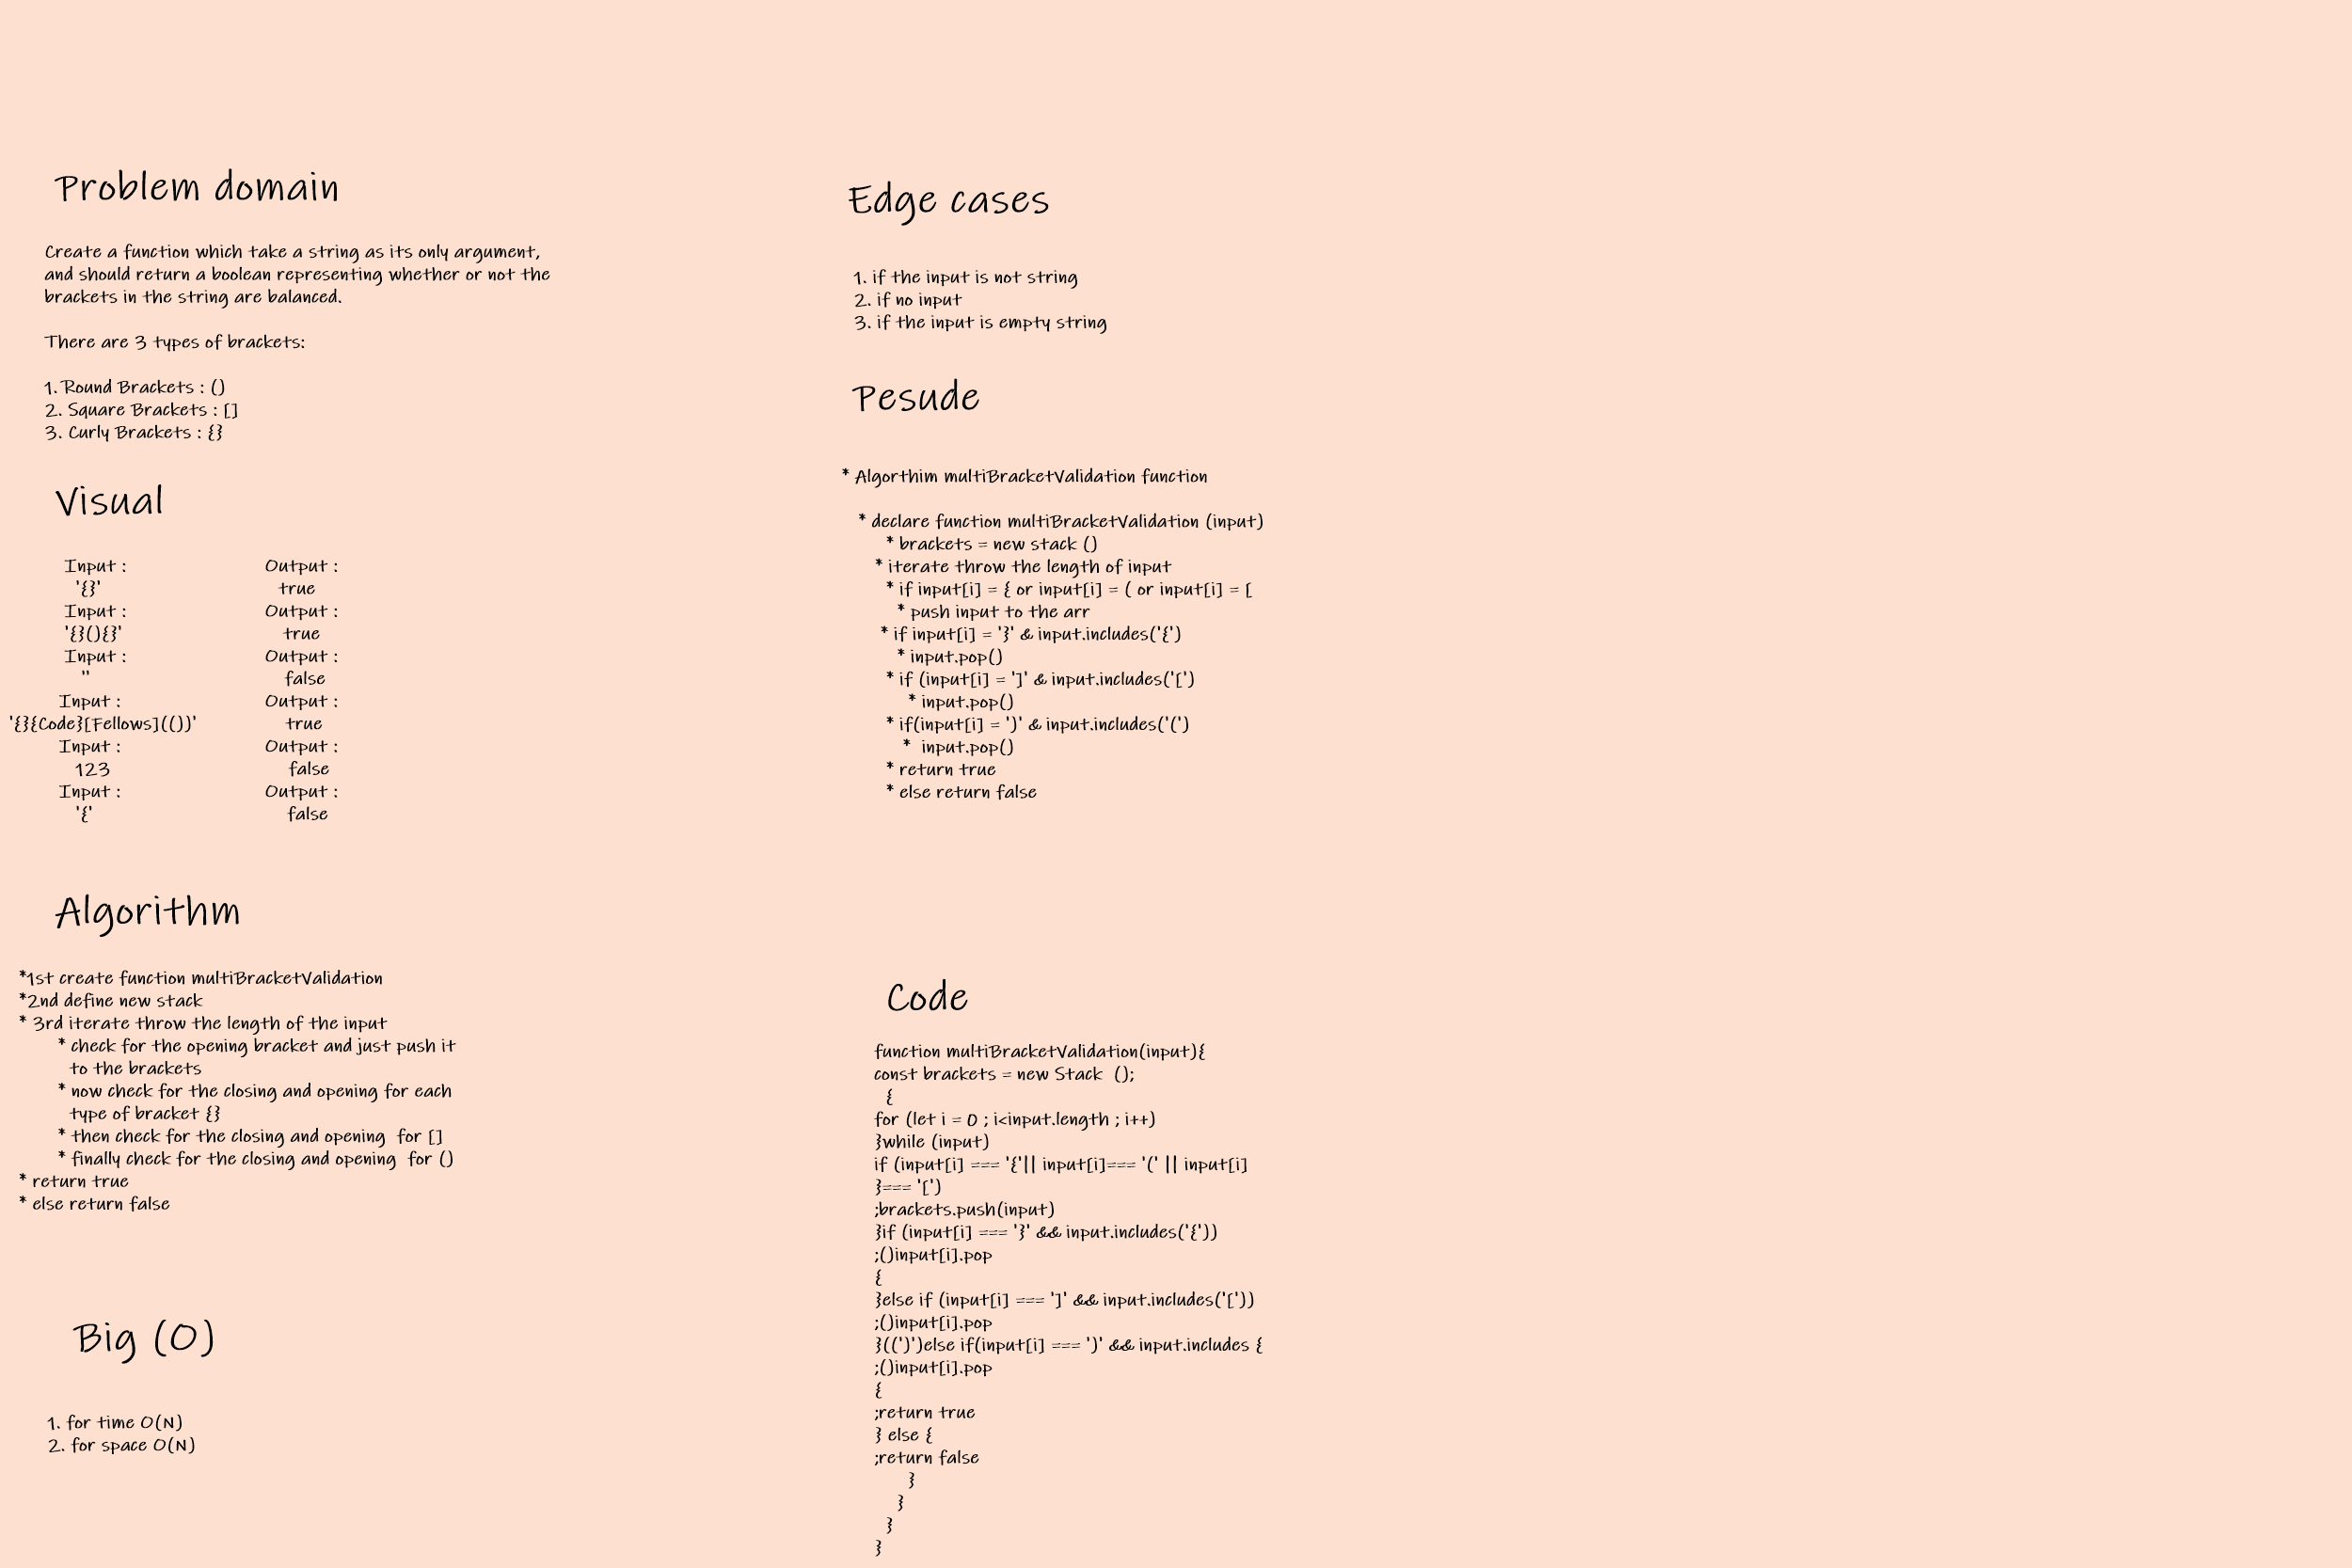 Problem domain
Create a function which take a string as its only argument,
and should return a boolean representing whether or not the
brackets in the string are balanced.
There are 3 types of brackets:
1. Round Brackets : ()
2. Square Brackets : []
3. Curly Brackets : {}
Visual
Input : Output :
'{}' true
Input : Output :
'{}(){}' true
Input : Output :
'' false
Input : Output :
'{}{Code}[Fellows](())' true
Input : Output :
123 false
Input : Output :
'{' false
Algorithm
*1st create function multiBracketValidation
*2nd define new stack
* 3rd iterate throw the length of the input
* check for the opening bracket and just push it
to the brackets
* now check for the closing and opening for each
type of bracket {}
* then check for the closing and opening for []
* finally check for the closing and opening for ()
* return true
* else return false
Big (O)
1. for time O(N)
2. for space O(N)
Edge cases
1. if the input is not string
2. if no input
3. if the input is empty string
Pesude
* Algorthim multiBracketValidation function
* declare function multiBracketValidation (input)
* brackets = new stack ()
* iterate throw the length of input
* if input[i] = { or input[i] = ( or input[i] = [
* push input to the arr
* if input[i] = '}' & input.includes('{')
* input.pop()
* if (input[i] = ']' & input.includes('[')
* input.pop()
* if(input[i] = ')' & input.includes('(')
* input.pop()
* return true
* else return false
Code
function multiBracketValidation(input){
const brackets = new Stack ();
{
for (let i = 0 ; i<input.length ; i++)
}while (input)
if (input[i] === '{'|| input[i]=== '(' || input[i]
}=== '[')
;brackets.push(input)
}if (input[i] === '}' && input.includes('{'))
;()input[i].pop
{
}else if (input[i] === ']' && input.includes('['))
;()input[i].pop
}((')')else if(input[i] === ')' && input.includes {
;()input[i].pop
{
;return true
} else {
;return false
}
}
}
}